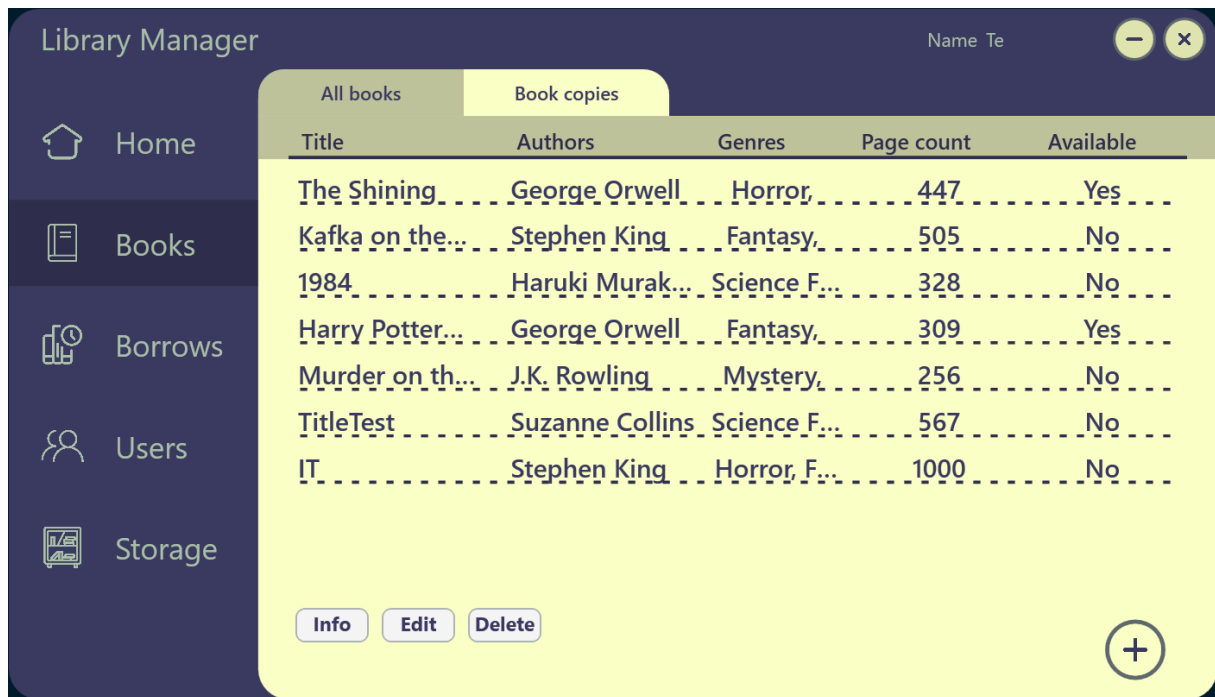 Library Manager Name Te
All books Book copies
Title Authors Genres Page count Available
Home
The Shining George Orwell Horror, 447 Yes
Books
Kafka on the... Stephen King Fantasy, 505 No
1984 Haruki Murak... Science F... 328 No
Borrows
Harry Potter... George Orwell Fantasy, 309 Yes
Murder on th... J.K. Rowling Mystery, 256 No
Users
TitleTest Suzanne Collins Science F... 567 No
IT Stephen King Horror, F... 1000 No
Storage
Info Edit Delete